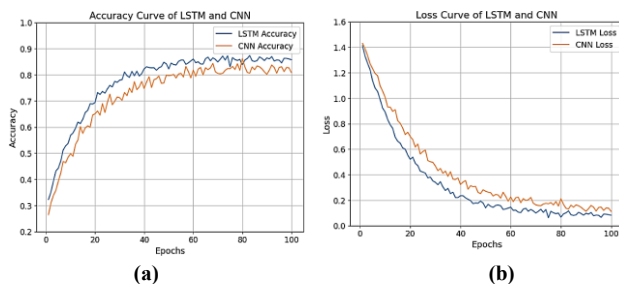 Accuracy Curve of LSTM and CNN
1.0
0.9
0.8
0.7
0.6
0.5
0.4
0.3
0.2
Accuracy
LSTM Accuracy
CNN Accuracy
0
20
40
60
80
100
Epochs
(a)
Loss Curve of LSTM and CNN
1.6
1.4
1.2
1.0
0.8
0.6
0.4
0.2
0.0
Loss
LSTM Loss
CNN Loss
0
20
40
60
80
100
Epochs
(b)